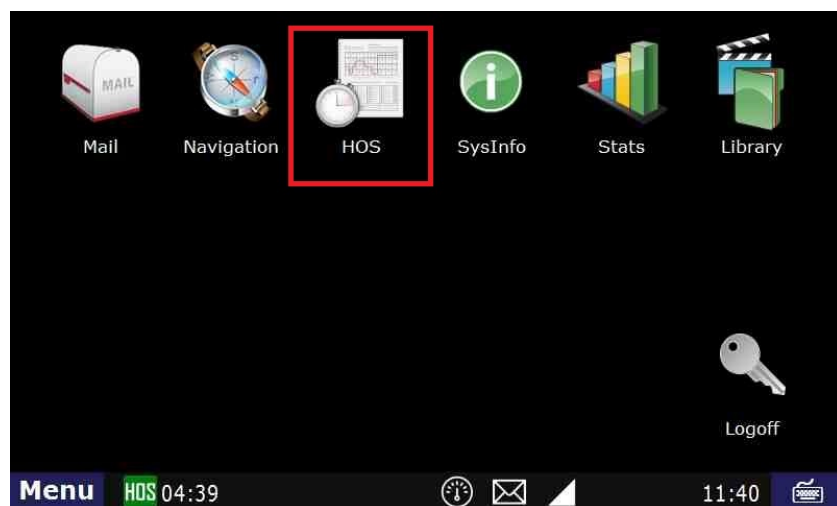 MAIL
Mail Navigation HOS SysInfo Stats Library
Logoff
Menu HOS 04:39 11:40